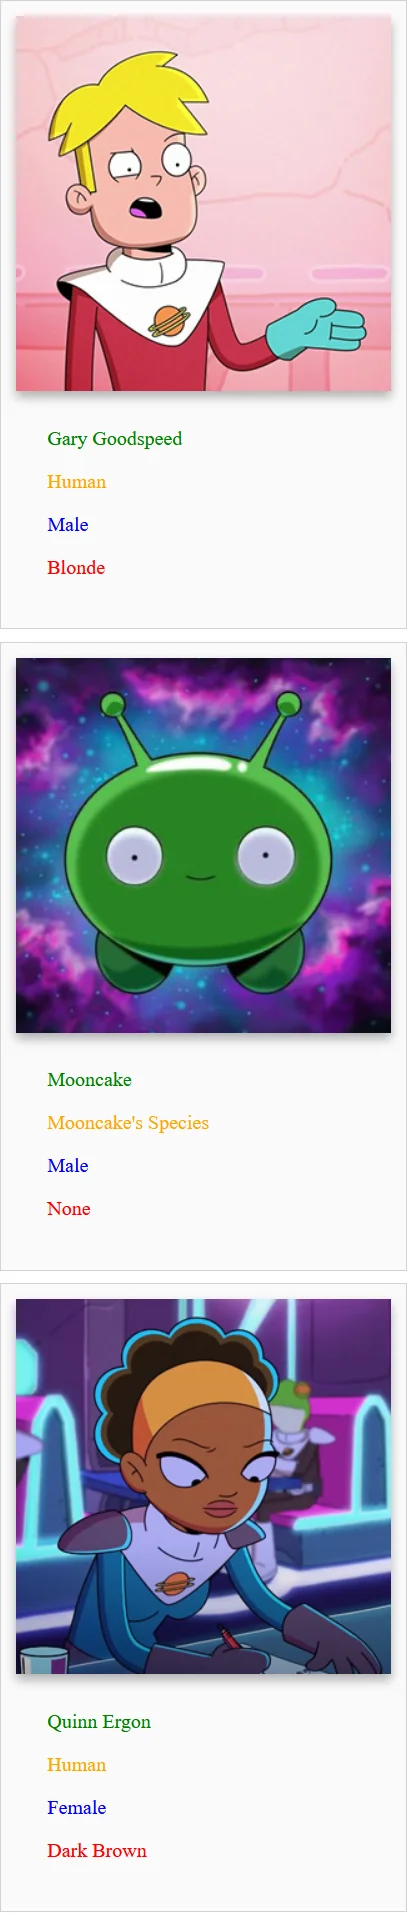 Gary Goodspeed
Human
Male
Blonde
Mooncake
Mooncake's Species
Male
None
Quinn Ergon
Human
Female
Dark Brown